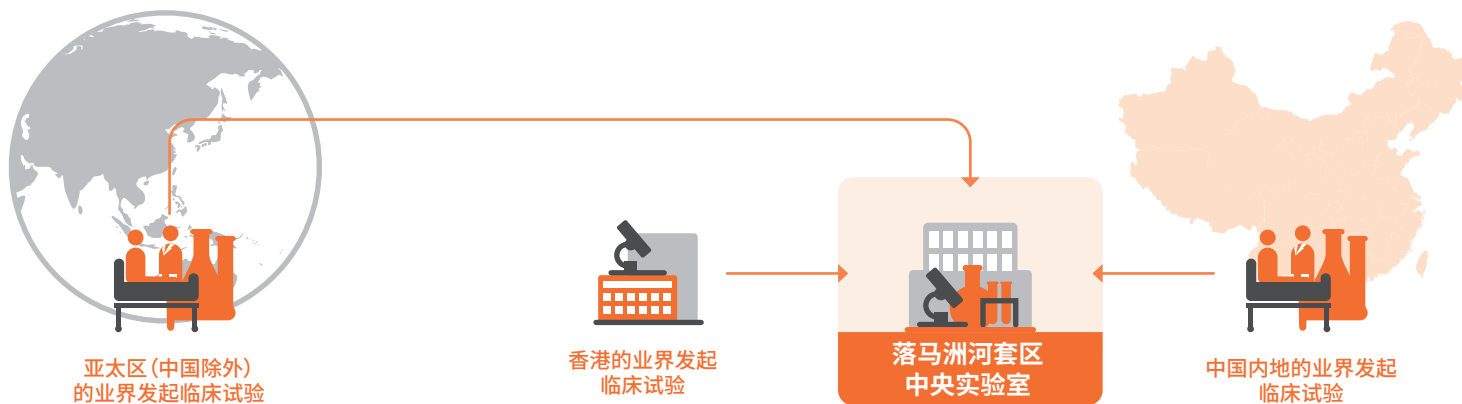 亚太区(中国除外)
的业界发起临床试验
香港的业界发起
临床试验
落马洲河套区
中央实验室
中国内地的业界发起
临床试验